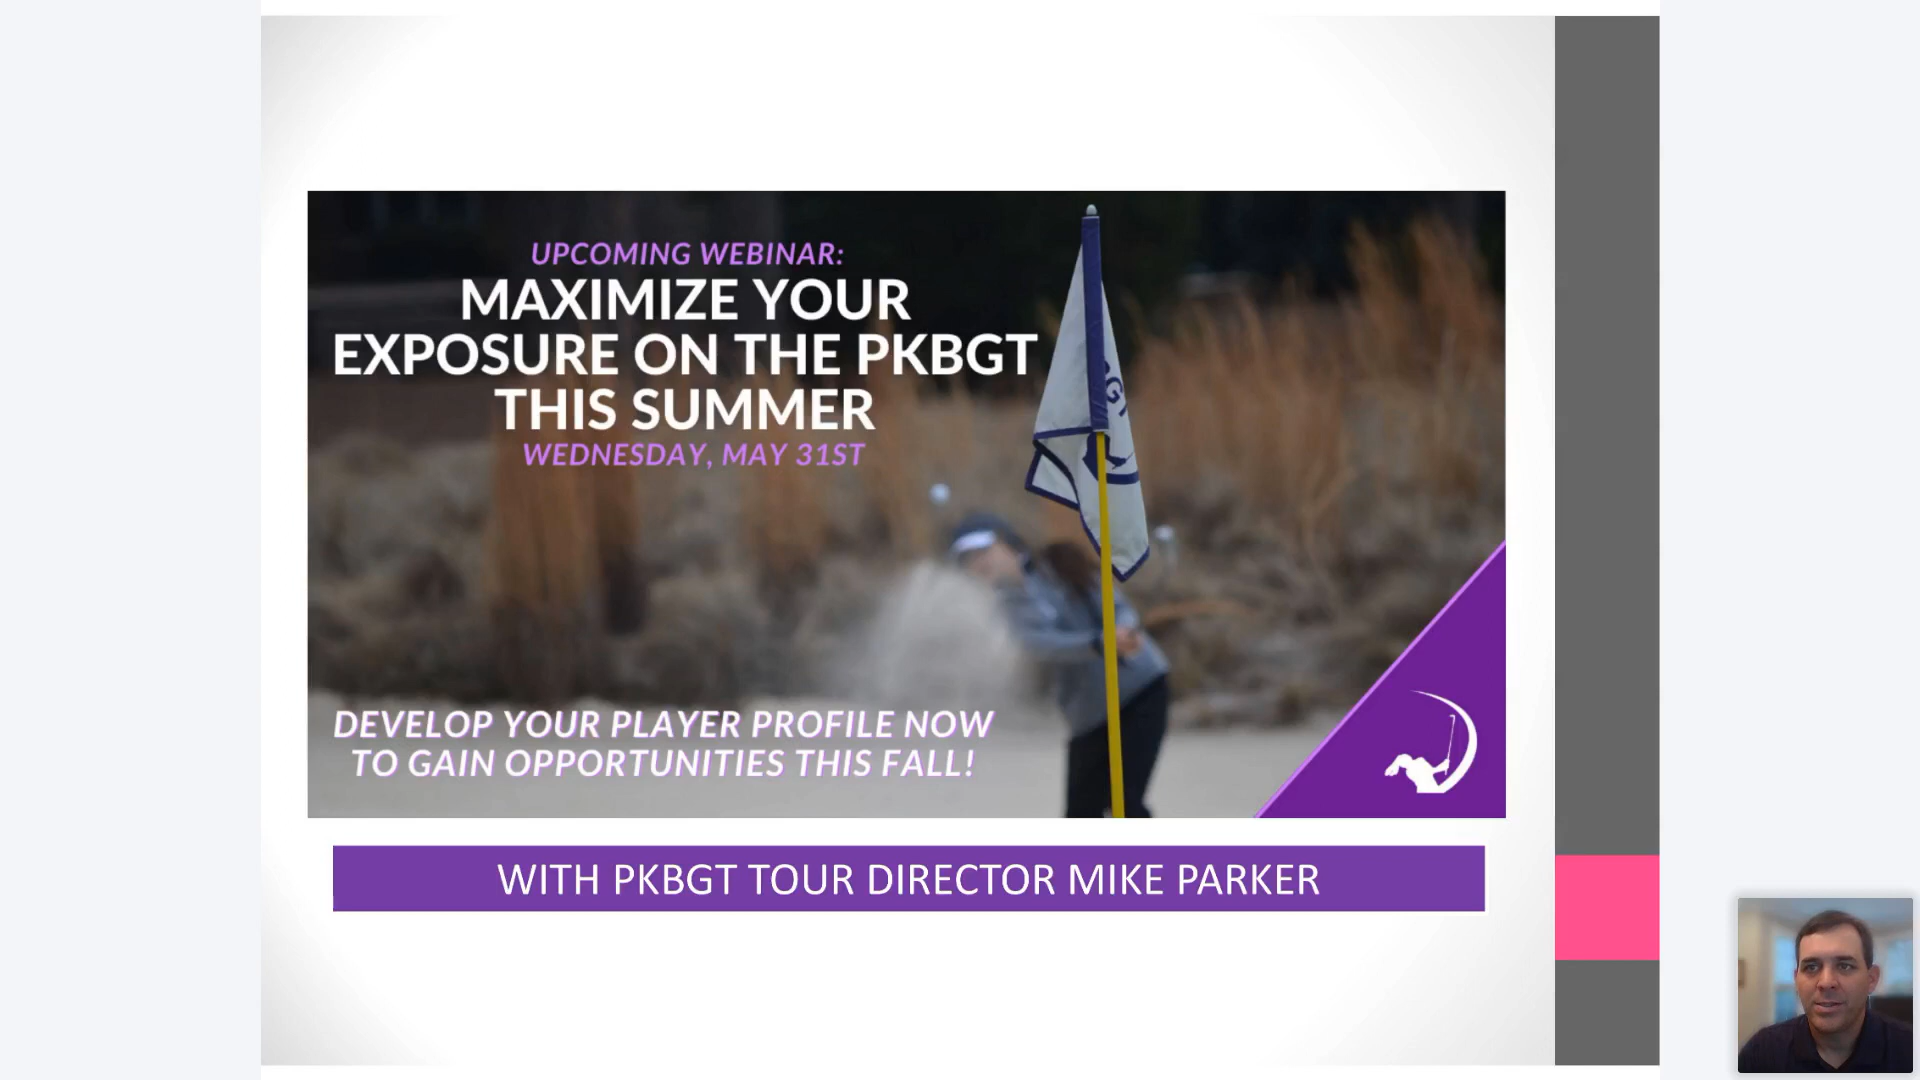 UPCOMING WEBINAR:
MAXIMIZE YOUR
EXPOSURE ON THE PKBGT
THIS SUMMER
WEDNESDAY, MAY 31ST
DEVELOP YOUR PLAYER PROFILE NOW
TO GAIN OPPORTUNITIES THIS FALL!
WITH PKBGT TOUR DIRECTOR MIKE PARKER